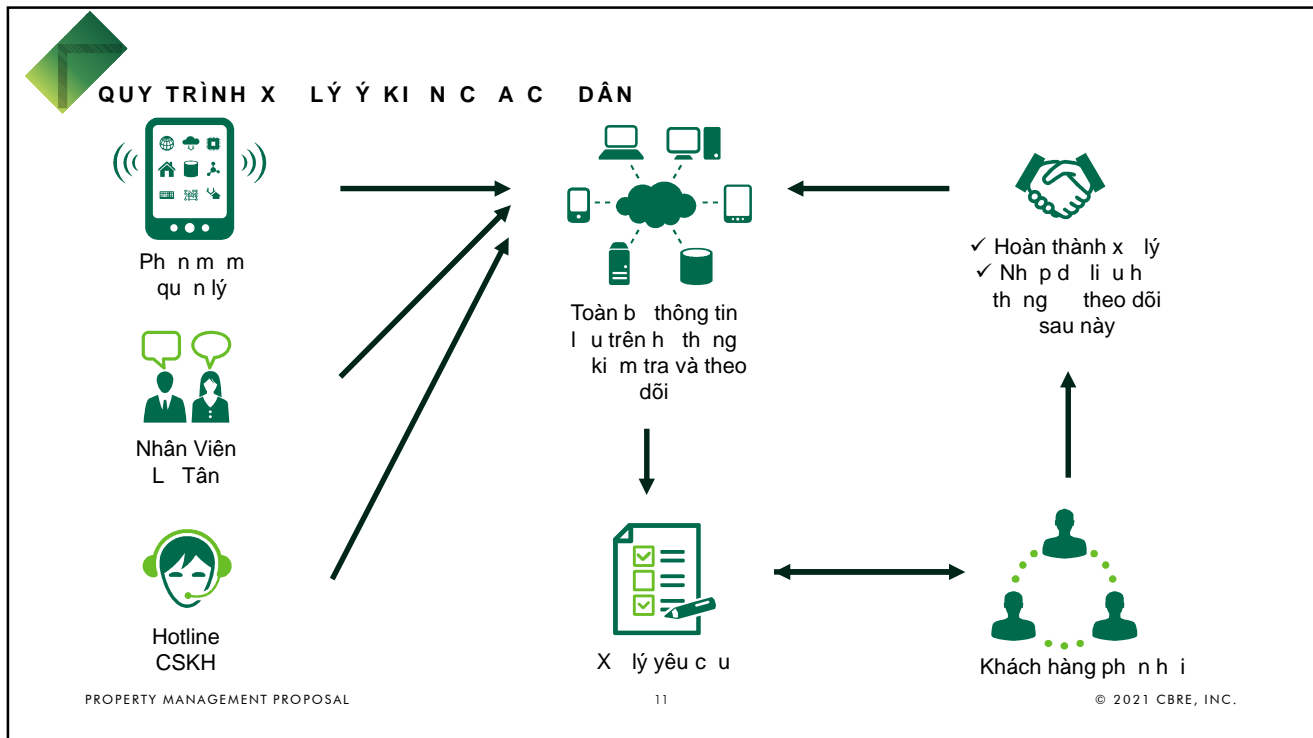 QUY TRÌNH X LÝ Ý KI N C A C DÂN
Ph n m m
qu n lý
Nhân Viên
L Tân
Hotline
CSKH
Toàn b thông tin
l u trên h th ng
ki m tra và theo
dõi
X lý yêu c u
✓ Hoàn thành x lý
✓ Nh p d li u h
th ng theo dõi
sau này
Khách hàng ph n h i
PROPERTY MANAGEMENT PROPOSAL
11
© 2021 CBRE, INC.